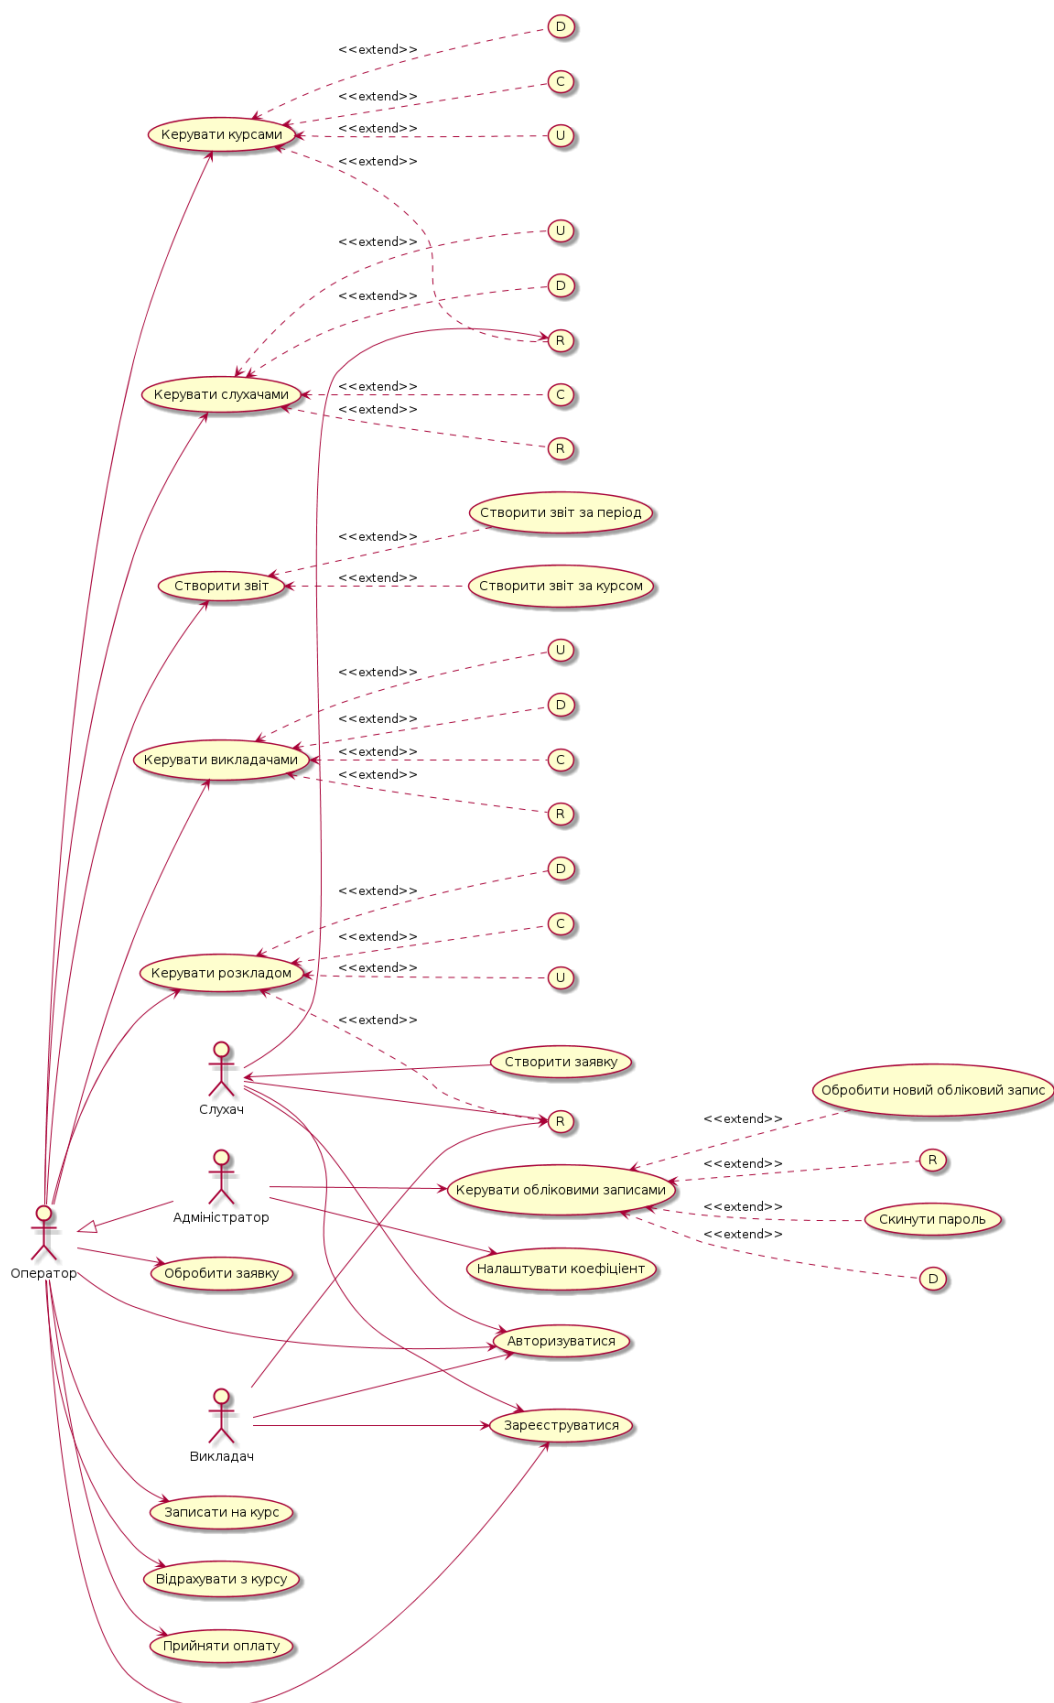 D
<<extend>>
C
<<extend>>
Керувати курсами
<<extend>>
U
<<extend>>
U
<<extend>>
D
<<extend>>
R
Керувати слухачами
<<extend>>
C
<<extend>>
R
Створити звіт за період
<<extend>>
Створити звіт
<<extend>>
Створити звіт за курсом
U
<<extend>>
D
<<extend>>
Керувати викладачами
<<extend>>
C
<<extend>>
R
D
<<extend>>
C
<<extend>>
Керувати розкладом
<<extend>>
U
<<extend>>
Створити заявку
Слухач
R
Обробити новий обліковий запис
<<extend>>
R
<<extend>>
Керувати обліковими записами
Адміністратор
<<extend>>
Скинути пароль
<<extend>>
D
Оператор
Обробити заявку
Налаштувати коефіціент
Авторизуватися
Зареєструватися
Викладач
Записати на курс
Відрахувати з курсу
Прийняти оплату